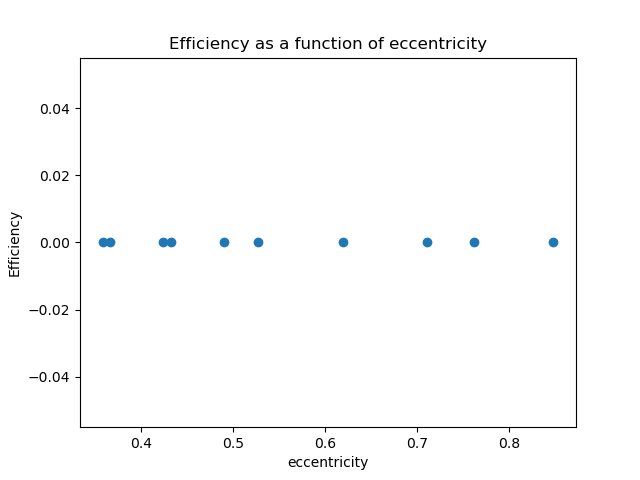 Efficiency as a function of eccentricity
0.04
0.02
0.00
−0.02
−0.04
Efficiency
0.4 0.5 0.6 0.7 0.8
eccentricity